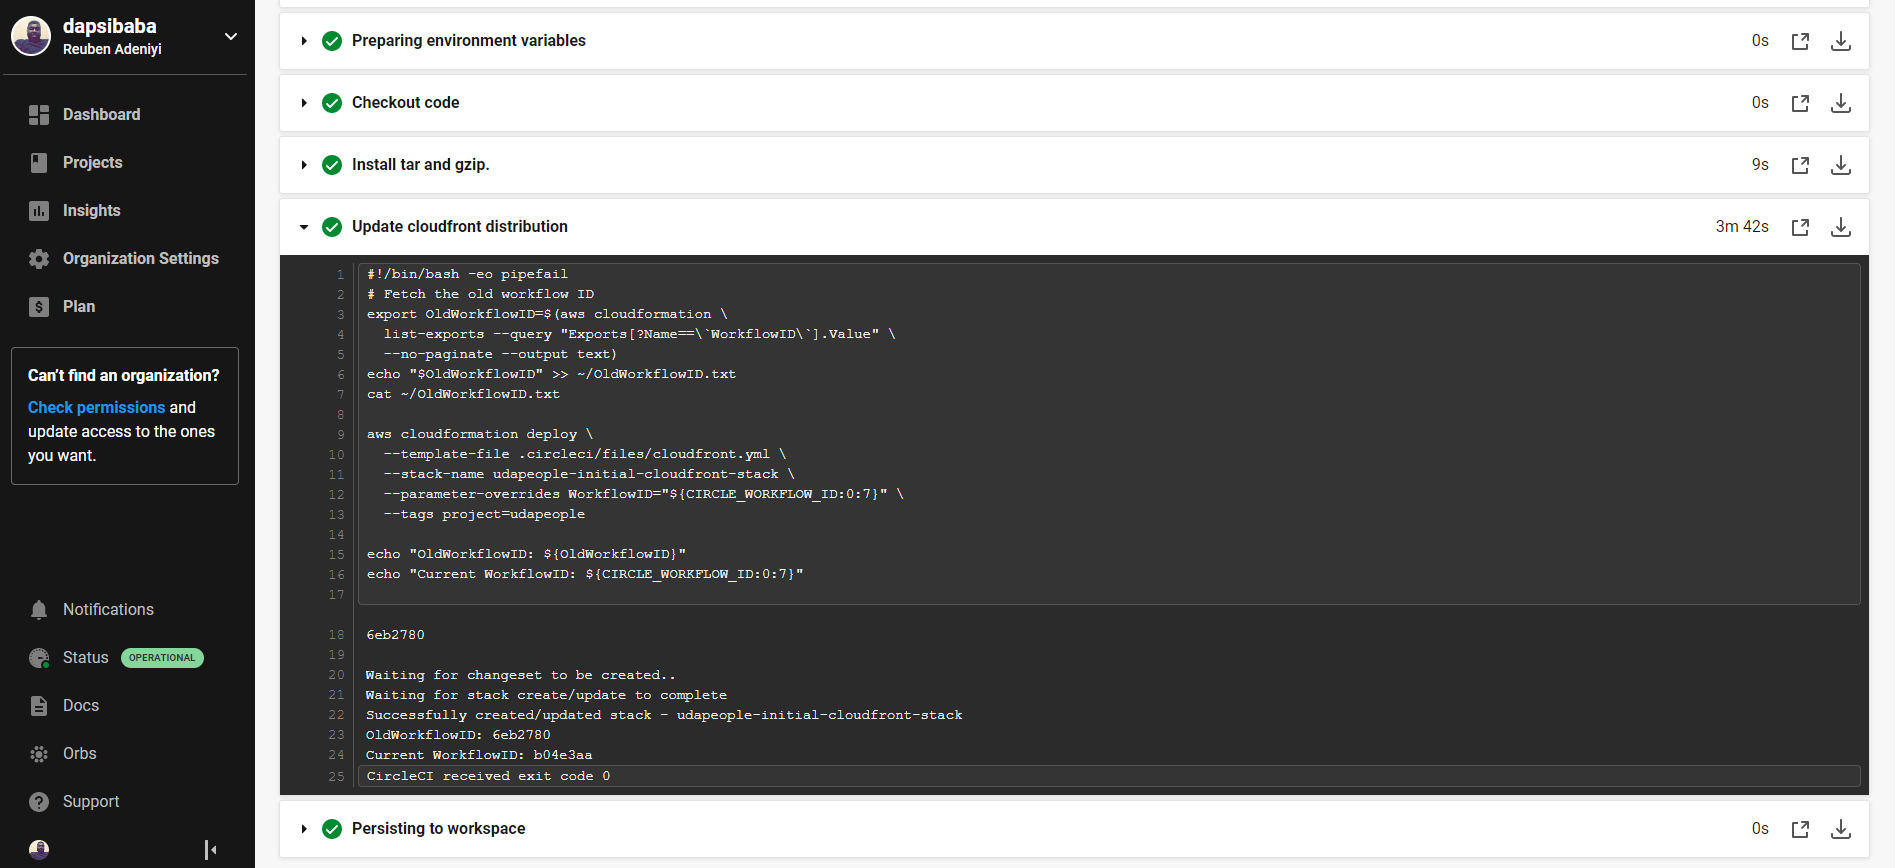 dapsibaba
Reuben Adeniyi
Dashboard
Projects
Insights
Organization Settings
Plan
Can't find an organization?
Check permissions and
update access to the ones
you want.
Notifications
Status OPERATIONAL
Docs
Orbs
Support
Preparing environment variables 0s
Checkout code 0s
Install tar and gzip. 9s
Update cloudfront distribution 3m 42s
1 #!/bin/bash -eo pipefail
2 # Fetch the old workflow ID
3 export OldWorkflowID=$(aws cloudformation \
4   list-exports --query "Exports[?Name==\`WorkflowID\`].Value" \
5   --no-paginate --output text)
6 echo "$OldWorkflowID" >> ~/OldWorkflowID.txt
7 cat ~/OldWorkflowID.txt
8
9 aws cloudformation deploy \
10   --template-file .circleci/files/cloudfront.yml \
11   --stack-name udapeople-initial-cloudfront-stack \
12   --parameter-overrides WorkflowID="${CIRCLE_WORKFLOW_ID:0:7}" \
13   --tags project=udapeople
14
15 echo "OldWorkflowID: ${OldWorkflowID}"
16 echo "Current WorkflowID: ${CIRCLE_WORKFLOW_ID:0:7}"
17
18 6eb2780
19
20 Waiting for changeset to be created..
21 Waiting for stack create/update to complete
22 Successfully created/updated stack - udapeople-initial-cloudfront-stack
23 OldWorkflowID: 6eb2780
24 Current WorkflowID: b04e3aa
25 CircleCI received exit code 0
Persisting to workspace 0s